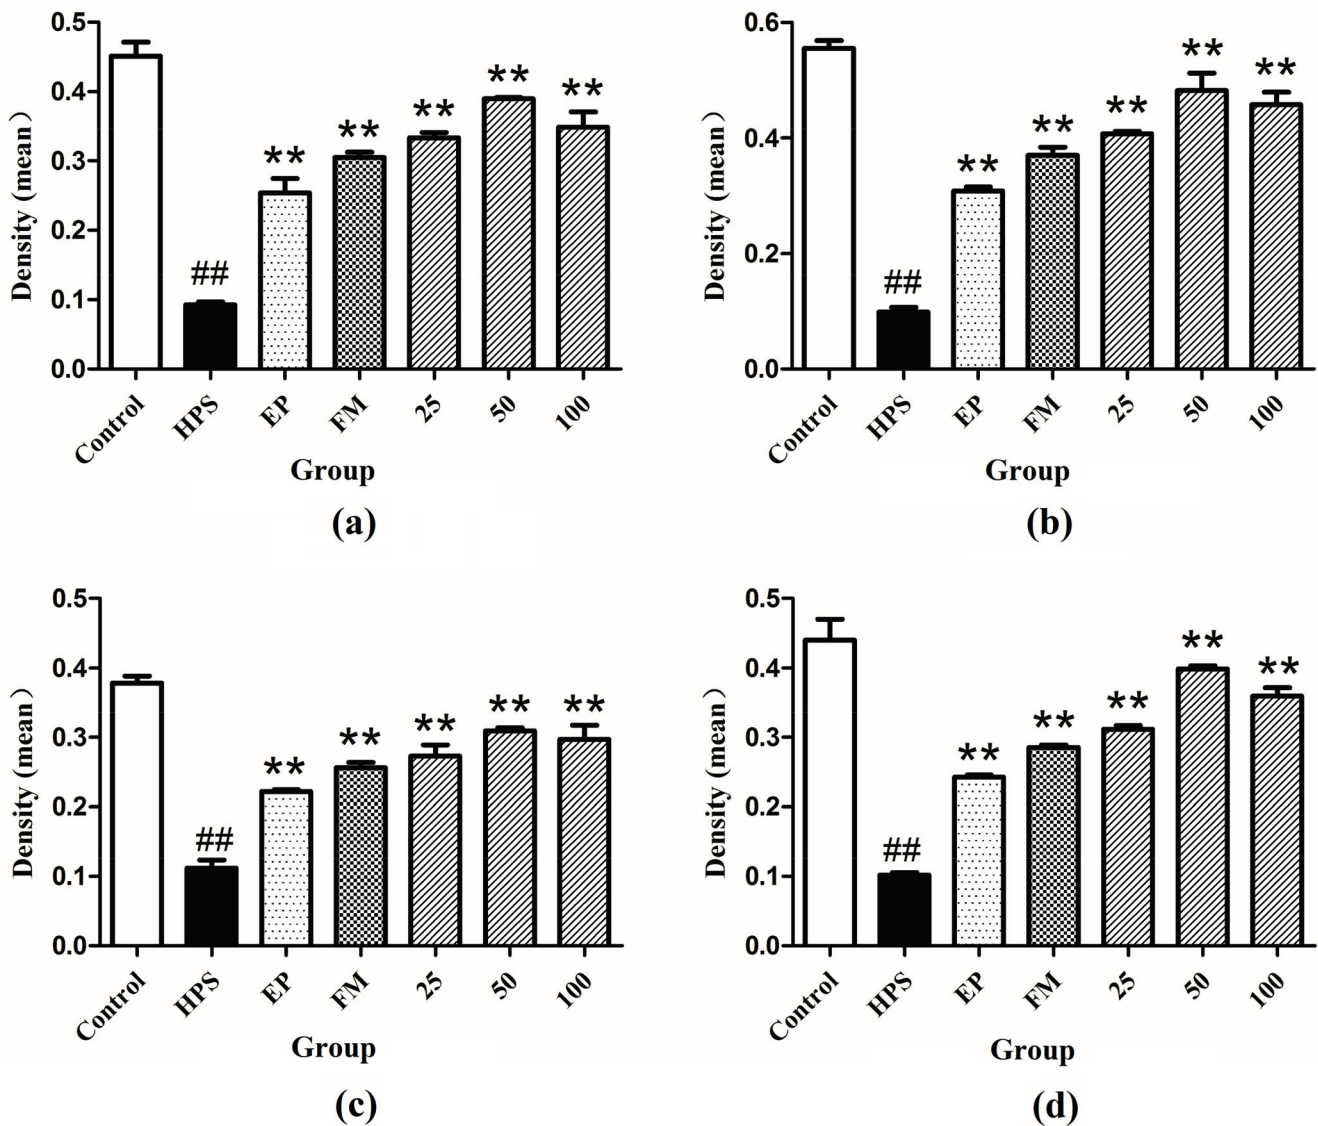 0.5
0.4
0.3
0.2
0.1
0.0
Density (mean)
**
**
**
**
**
##
Control
HPS
EP
FM
25
50
100
Group
(a)
0.6
0.4
0.2
0.0
Density (mean)
**
**
**
**
**
##
Control
HPS
EP
FM
25
50
100
Group
(b)
0.5
0.4
0.3
0.2
0.1
0.0
Density (mean)
**
**
**
**
**
##
Control
HPS
EP
FM
25
50
100
Group
(c)
0.5
0.4
0.3
0.2
0.1
0.0
Density (mean)
**
**
**
**
**
##
Control
HPS
EP
FM
25
50
100
Group
(d)